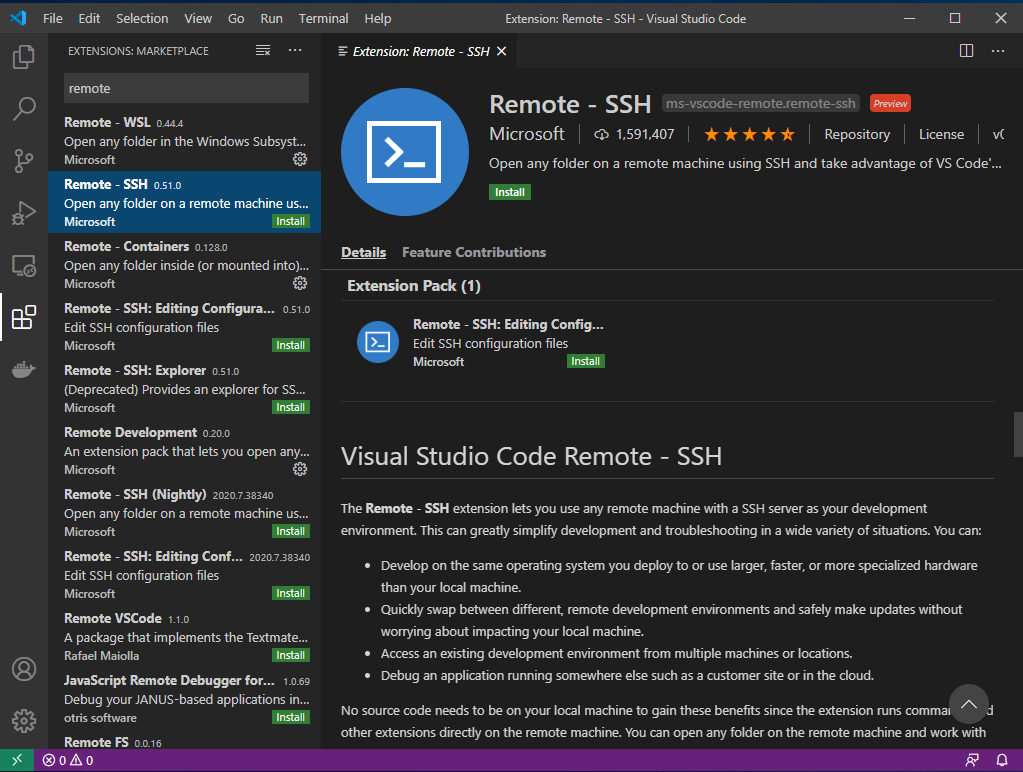 File Edit Selection View Go Run Terminal Help Extension: Remote - SSH - Visual Studio Code
EXTENSIONS: MARKETPLACE
remote
Remote - WSL 0.44.4
Open any folder in the Windows Subsyst...
Microsoft
Remote - SSH 0.51.0
Open any folder on a remote machine us...
Microsoft Install
Remote - Containers 0.128.0
Open any folder inside (or mounted into)...
Microsoft
Remote - SSH: Editing Configura... 0.51.0
Edit SSH configuration files
Microsoft Install
Remote - SSH: Explorer 0.51.0
(Deprecated) Provides an explorer for SS...
Microsoft Install
Remote Development 0.20.0
An extension pack that lets you open any...
Microsoft
Remote - SSH (Nightly) 2020.7.38340
Open any folder on a remote machine us...
Microsoft Install
Remote - SSH: Editing Conf... 2020.7.38340
Edit SSH configuration files
Microsoft Install
Remote VSCode 1.1.0
A package that implements the Textmate...
Rafael Maiolla Install
JavaScript Remote Debugger for... 1.0.69
Debug your JANUS-based applications in...
otris software Install
Remote FS 0.0.16
Extension: Remote - SSH
Remote - SSH ms-vscode-remote.remote-ssh Preview
Microsoft 1,591,407 Repository License v(
Open any folder on a remote machine using SSH and take advantage of VS Code'...
Install
Details Feature Contributions
Extension Pack (1)
Remote - SSH: Editing Config...
Edit SSH configuration files
Microsoft Install
Visual Studio Code Remote - SSH
The Remote - SSH extension lets you use any remote machine with a SSH server as your development
environment. This can greatly simplify development and troubleshooting in a wide variety of situations. You can:
• Develop on the same operating system you deploy to or use larger, faster, or more specialized hardware
than your local machine.
• Quickly swap between different, remote development environments and safely make updates without
worrying about impacting your local machine.
• Access an existing development environment from multiple machines or locations.
• Debug an application running somewhere else such as a customer site or in the cloud.
No source code needs to be on your local machine to gain these benefits since the extension runs
other extensions directly on the remote machine. You can open any folder on the remote machine and work with
0 0